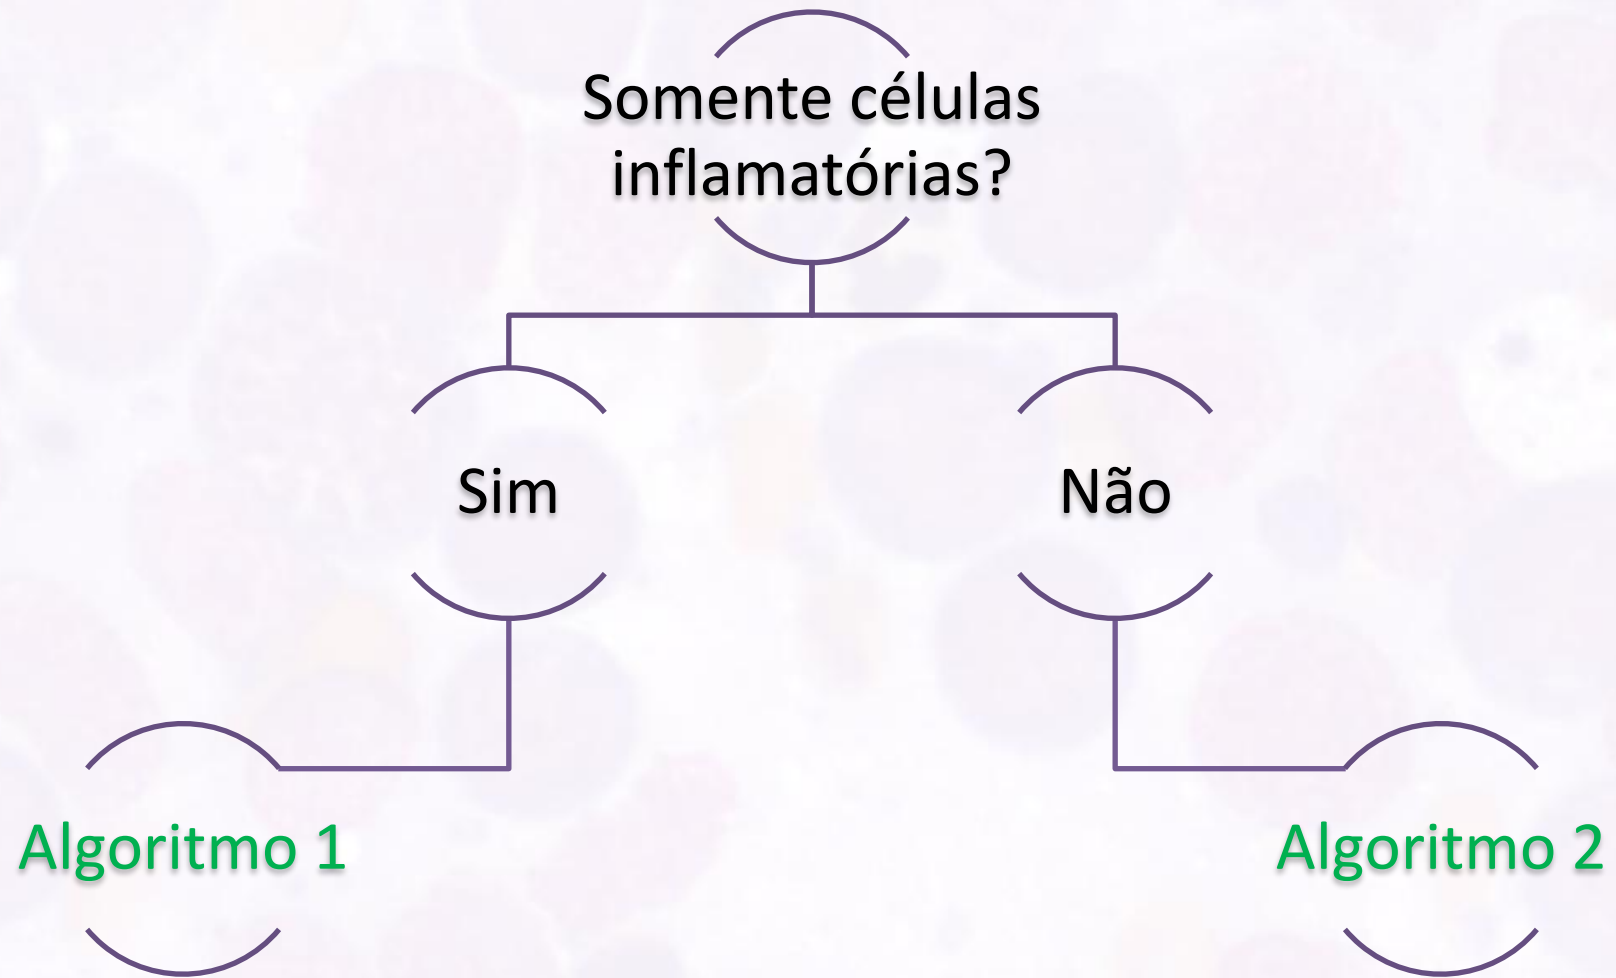 Somente células
inflamatórias?
Sim
Não
Algoritmo 1
Algoritmo 2